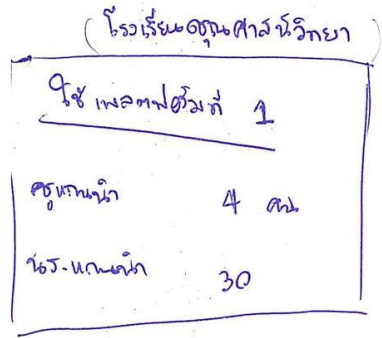 (โรงเรียนอรุณศาสน์วิทยา)
ใช้ แพลตฟอร์มที่ 1
ครูแกนนำ 4 คน
นร.แกนนำ 30